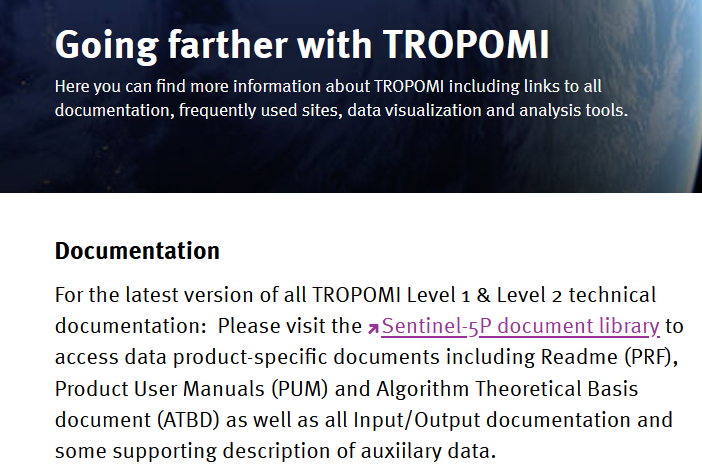 Going farther with TROPOMI
Here you can find more information about TROPOMI including links to all
documentation, frequently used sites, data visualization and analysis tools.
Documentation
For the latest version of all TROPOMI Level 1 & Level 2 technical
documentation:  Please visit the Sentinel-5P document library to
access data product-specific documents including Readme (PRF),
Product User Manuals (PUM) and Algorithm Theoretical Basis
document (ATBD) as well as all Input/Output documentation and
some supporting description of auxiilary data.